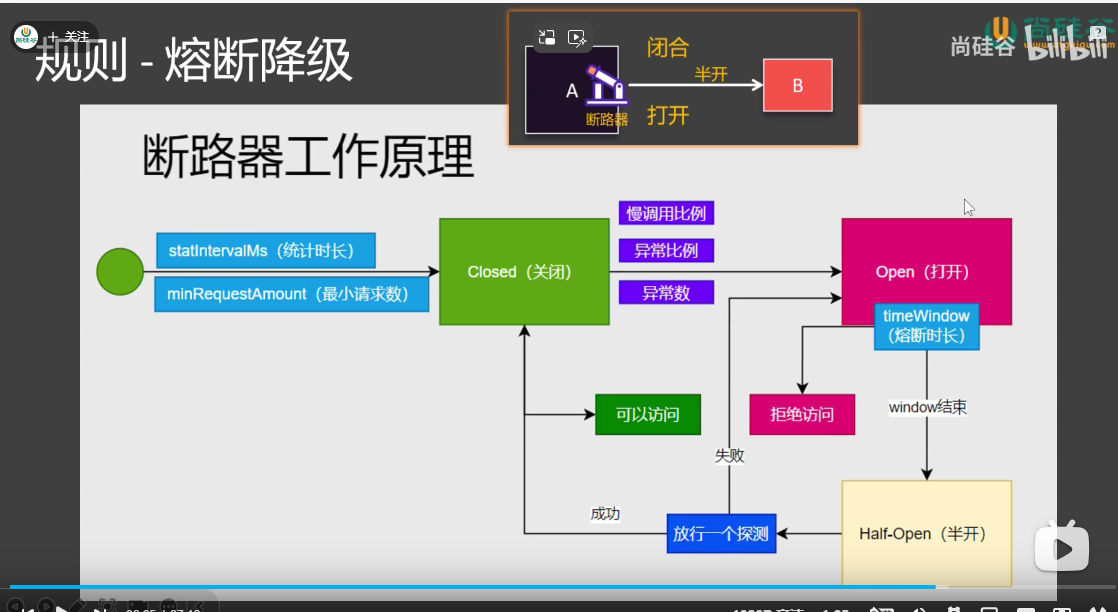 + 关注
规则 - 熔断降级
尚硅谷
bilibili
闭合
A
半开
B
断路器
打开
断路器工作原理
statIntervalMs（统计时长）
minRequestAmount（最小请求数）
Closed（关闭）
慢调用比例
异常比例
异常数
Open（打开）
timeWindow
（熔断时长）
可以访问
拒绝访问
window结束
失败
成功
放行一个探测
Half-Open（半开）